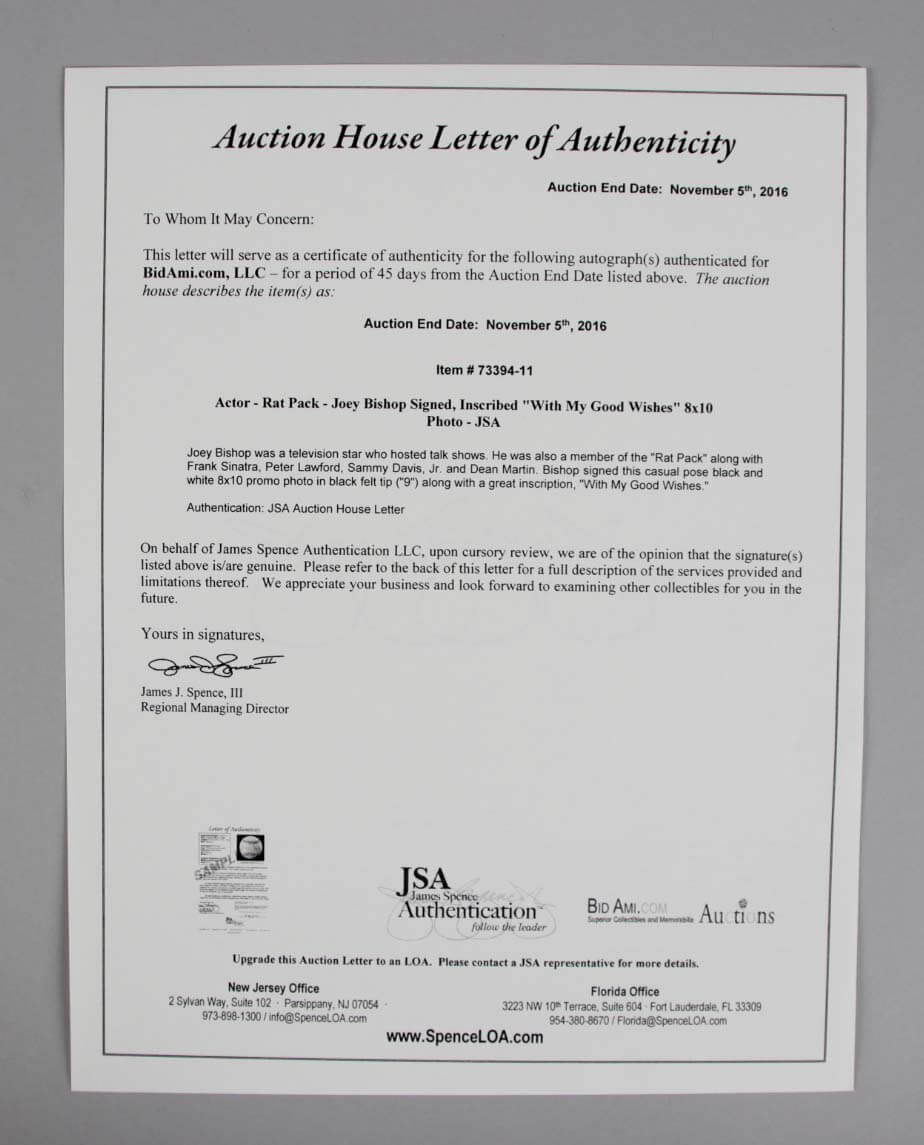 Auction House Letter of Authenticity
Auction End Date: November 5th, 2016
To Whom It May Concern:
This letter will serve as a certificate of authenticity for the following autograph(s) authenticated for
BidAmi.com, LLC – for a period of 45 days from the Auction End Date listed above. The auction
house describes the item(s) as:
Auction End Date: November 5th, 2016
Item # 73394-11
Actor - Rat Pack - Joey Bishop Signed, Inscribed "With My Good Wishes" 8x10
Photo - JSA
Joey Bishop was a television star who hosted talk shows. He was also a member of the "Rat Pack" along with
Frank Sinatra, Peter Lawford, Sammy Davis, Jr. and Dean Martin. Bishop signed this casual pose black and
white 8x10 promo photo in black felt tip ("9") along with a great inscription, "With My Good Wishes."
Authentication: JSA Auction House Letter
On behalf of James Spence Authentication LLC, upon cursory review, we are of the opinion that the signature(s)
listed above is/are genuine. Please refer to the back of this letter for a full description of the services provided and
limitations thereof. We appreciate your business and look forward to examining other collectibles for you in the
future.
Yours in signatures,
James J. Spence, III
Regional Managing Director
Letter of Authenticity
SAMPL
JSA
James Spence
Authentication
follow the leader
BID AMI.COM
Superior Collectibles and Memorabilia
Auctions
Upgrade this Auction Letter to an LOA. Please contact a JSA representative for more details.
New Jersey Office
2 Sylvan Way, Suite 102 · Parsippany, NJ 07054 ·
973-898-1300 / info@SpenceLOA.com
Florida Office
3223 NW 10th Terrace, Suite 604 · Fort Lauderdale, FL 33309
954-380-8670 / Florida@SpenceLOA.com
www.SpenceLOA.com